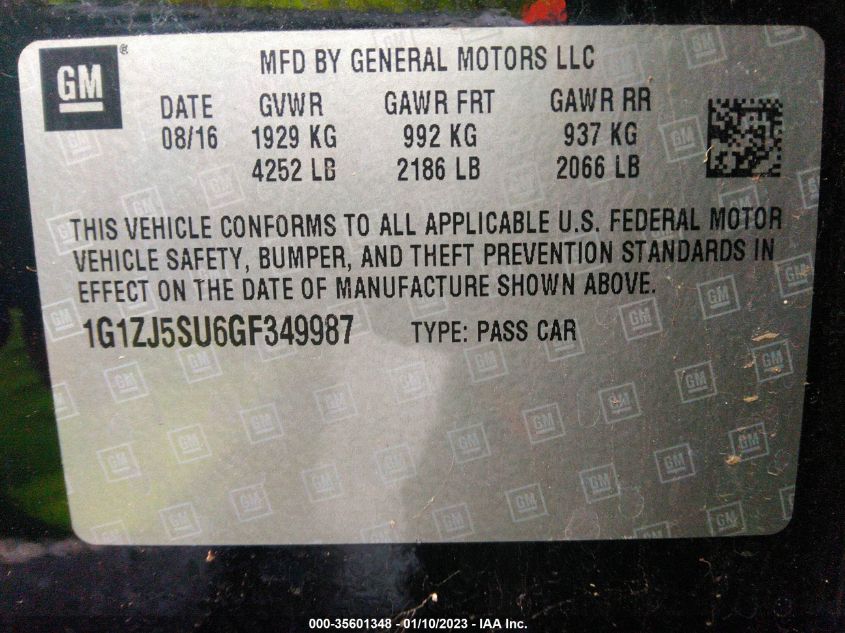 GM ®
MFD BY GENERAL MOTORS LLC
DATE GVWR GAWR FRT GAWR RR
08/16 1929 KG 992 KG 937 KG
4252 LB 2186 LB 2066 LB
THIS VEHICLE CONFORMS TO ALL APPLICABLE U.S. FEDERAL MOTOR
VEHICLE SAFETY, BUMPER, AND THEFT PREVENTION STANDARDS IN
EFFECT ON THE DATE OF MANUFACTURE SHOWN ABOVE.
1G1ZJ5SU6GF349987 TYPE: PASS CAR
000-35601348 - 01/10/2023 - IAA Inc.